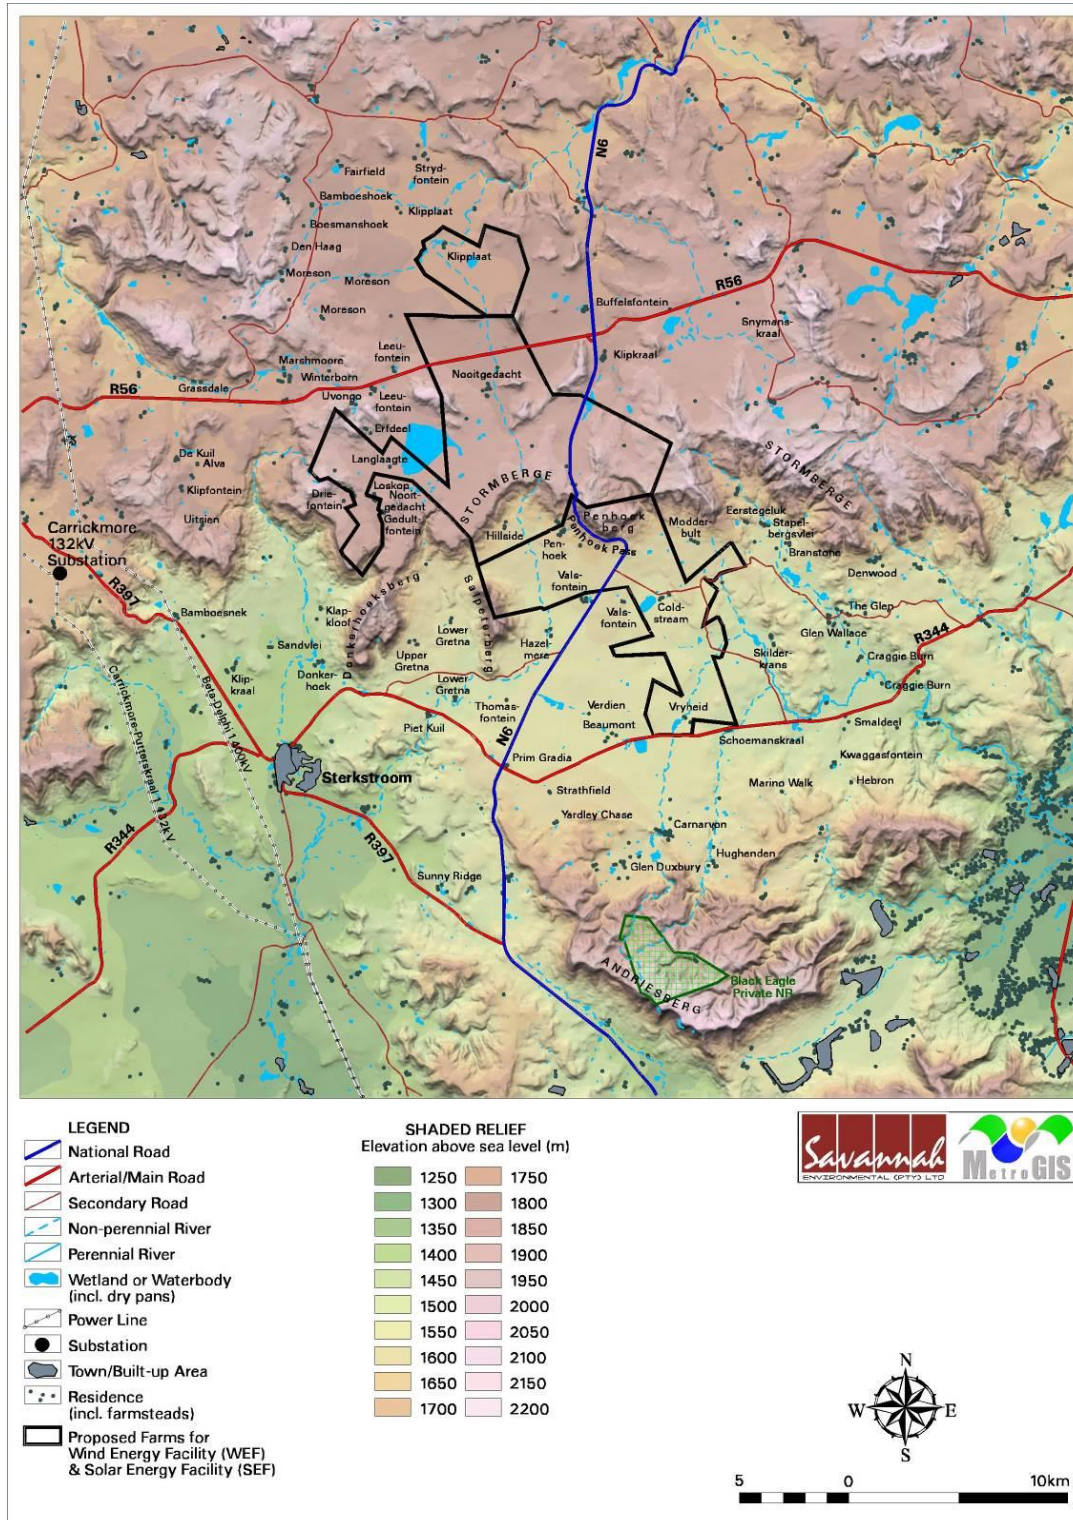 N6
Fairfield
Stryd-
fontein
Bamboeshoek
Klipplaat
Boesmanshoek
Den Haag
Klipplaat
Moreson
Moreson
R56
Buffelsfontein
Moreson
Snymans-
kraal
Leeu-
fontein
Klipkraal
Marshmoore
Winterborn
Nooitgedacht
R56
Grassdale
Uvongo
Leeu-
fontein
Erfdeel
De Kuil
Alva
Langlaagte
STORMBERGE
STORMBERGE
Klipfontein
Drie-
fontein
Loskop
Nooit-
gedacht
Gedult-
fontein
Uitsien
Penhoek
berg
Penhoek Pass
Modder-
bult
Eerstegeluk
Stapel-
bergsvlei
Branstone
Hillside
Pen-
hoek
Carrickmore
132kV
Substation
Vals-
fontein
Denwood
R397
Bamboesnek
Klap-
kloof
Donkerhoeksberg
Salpeterberg
Vals-
fontein
Cold-
stream
The Glen
Glen Wallace
R344
Lower
Gretna
Hazel-
mere
Sandvlei
Upper
Gretna
Skilder-
krans
Craggie Burn
Klip-
kraal
Donker-
hoek
Lower
Gretna
Craggie Burn
Carrickmore-Putterskraal 1 132kV
Beta-Delphi 1 400kV
Thomas-
fontein
Verdien
Vryheid
Piet Kuil
Beaumont
Smaldeel
N6
Schoemanskraal
Kwaggasfontein
Prim Gradia
Sterkstroom
Strathfield
Marino Walk
Hebron
Yardley Chase
Carnarvon
R344
R397
Hughenden
Glen Duxbury
Sunny Ridge
ANDRIESBERG
Black Eagle
Private NR
LEGEND
National Road
Arterial/Main Road
Secondary Road
Non-perennial River
Perennial River
Wetland or Waterbody
(incl. dry pans)
Power Line
Substation
Town/Built-up Area
Residence
(incl. farmsteads)
Proposed Farms for
Wind Energy Facility (WEF)
& Solar Energy Facility (SEF)
SHADED RELIEF
Elevation above sea level (m)
1250 1750
1300 1800
1350 1850
1400 1900
1450 1950
1500 2000
1550 2050
1600 2100
1650 2150
1700 2200
Savannah
ENVIRONMENTAL (PTY) LTD
MetroGIS
N
W E
S
5 0 10km